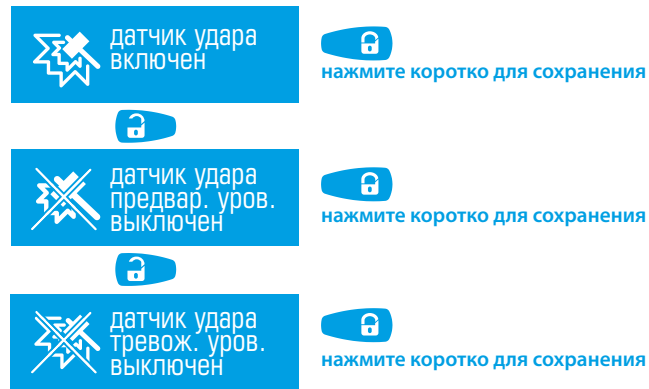 датчик удара
включен
нажмите коротко для сохранения
датчик удара
предвар. уров.
выключен
нажмите коротко для сохранения
датчик удара
тревож. уров.
выключен
нажмите коротко для сохранения